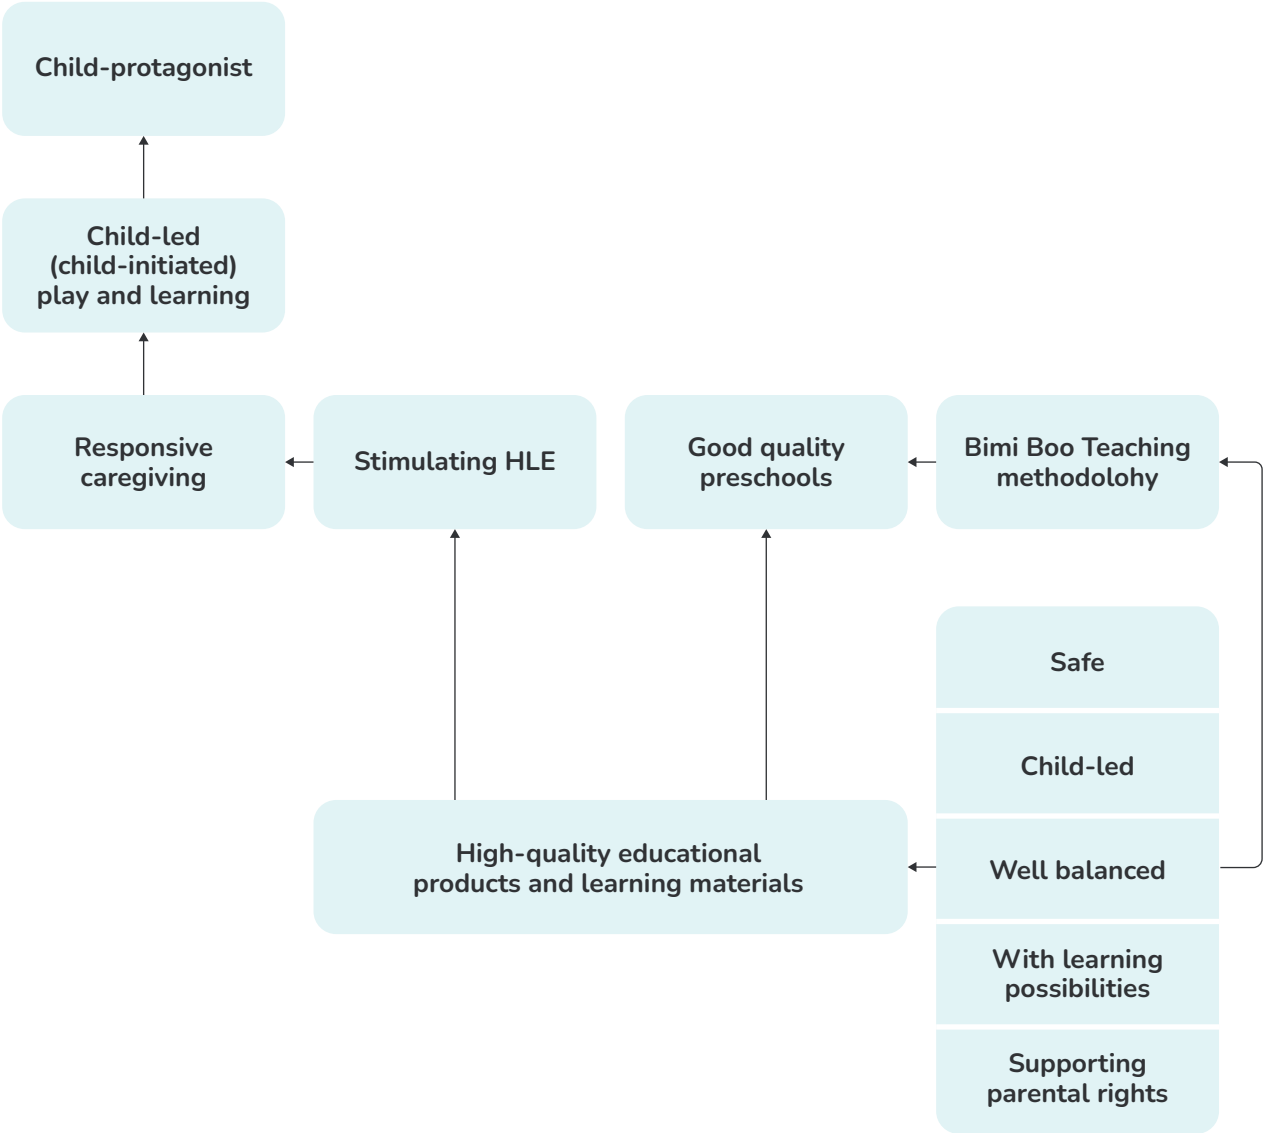 Child-protagonist
Child-led
(child-initiated)
play and learning
Responsive
caregiving
Stimulating HLE
Good quality
preschools
Bimi Boo Teaching
methodolohy
Safe
Child-led
High-quality educational
products and learning materials
Well balanced
With learning
possibilities
Supporting
parental rights